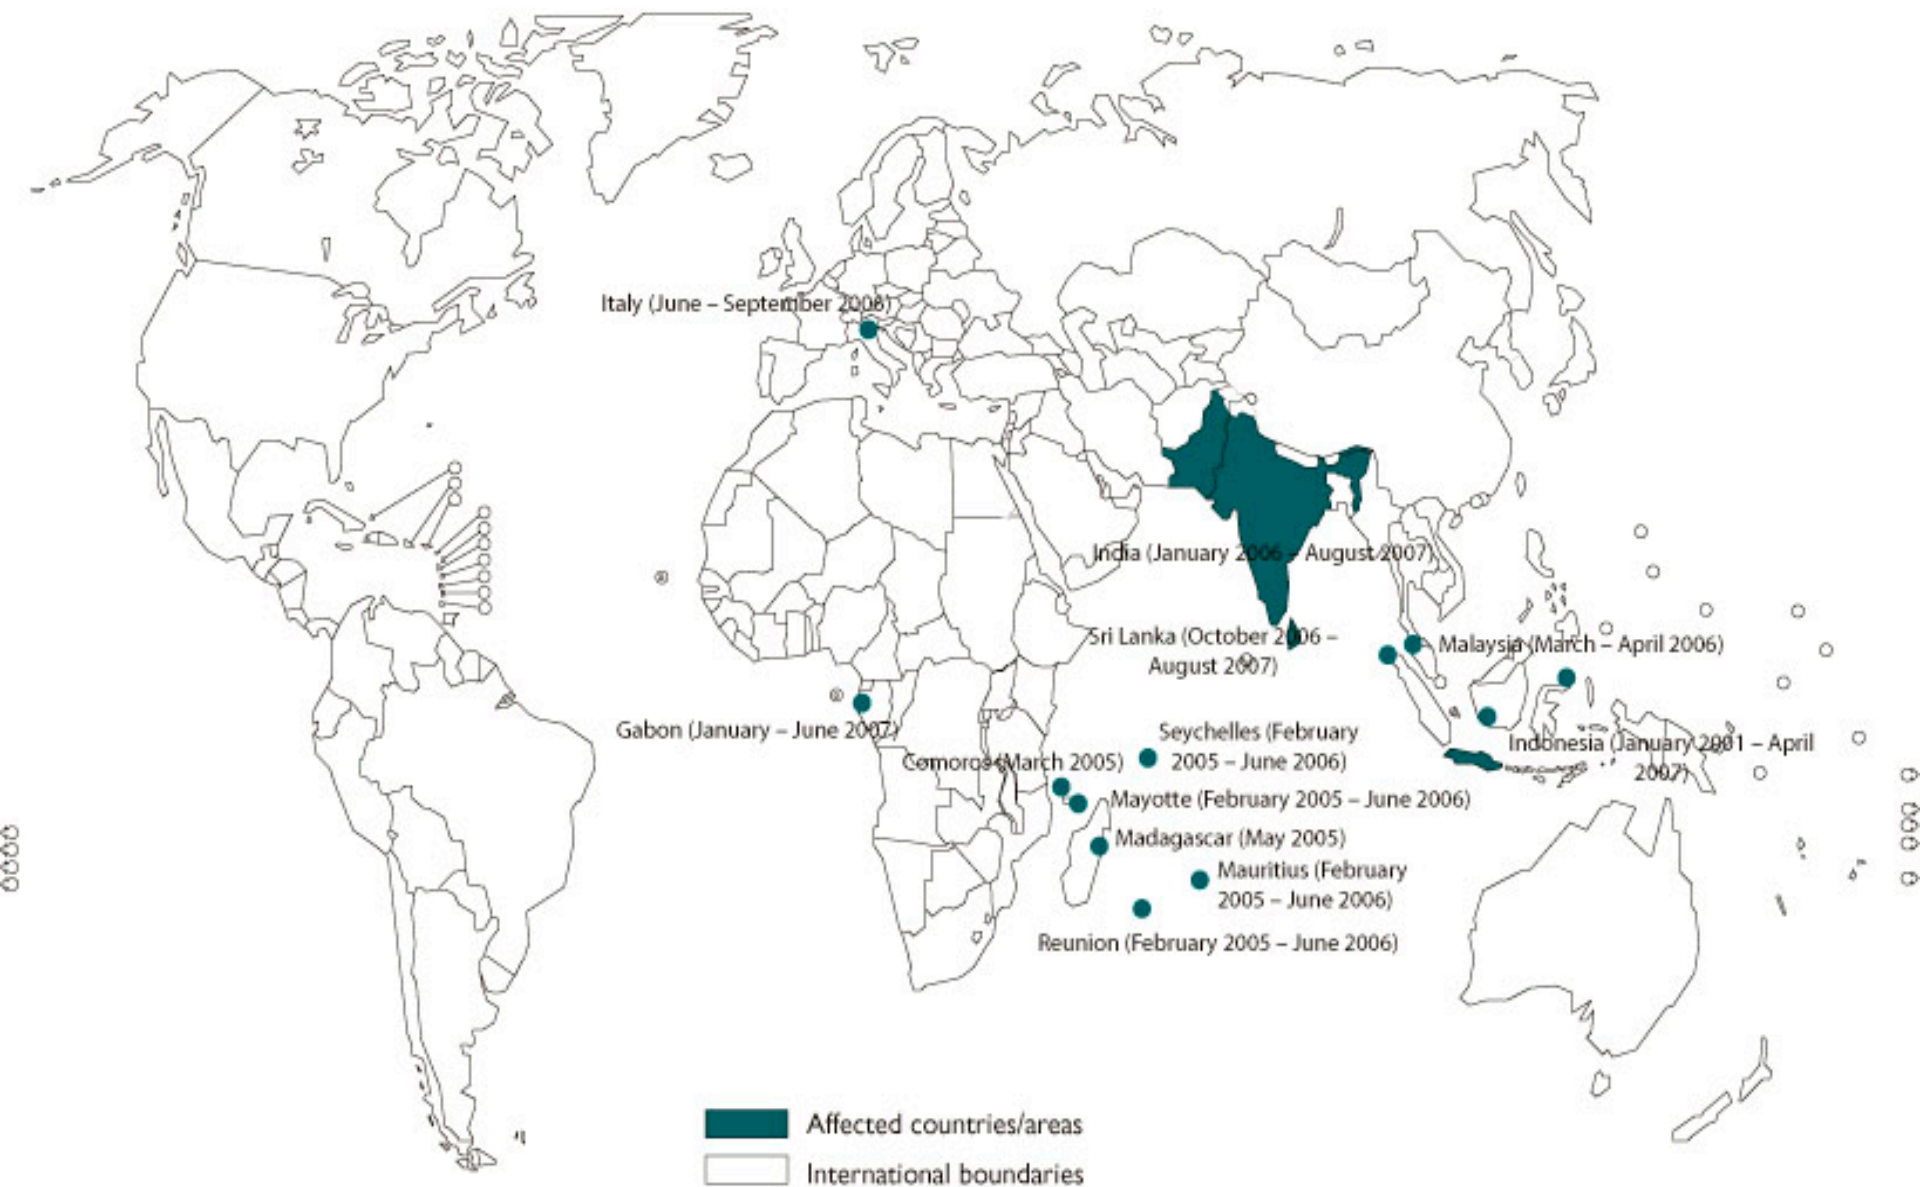 Italy (June – September 2008)
India (January 2006 – August 2007)
Sri Lanka (October 2006 –
August 2007)
Malaysia (March – April 2006)
Gabon (January – June 2007)
Seychelles (February
2005 – June 2006)
Indonesia (January 2001 – April
2007)
Comoros (March 2005)
Mayotte (February 2005 – June 2006)
Madagascar (May 2005)
Mauritius (February
2005 – June 2006)
Reunion (February 2005 – June 2006)
Affected countries/areas
International boundaries